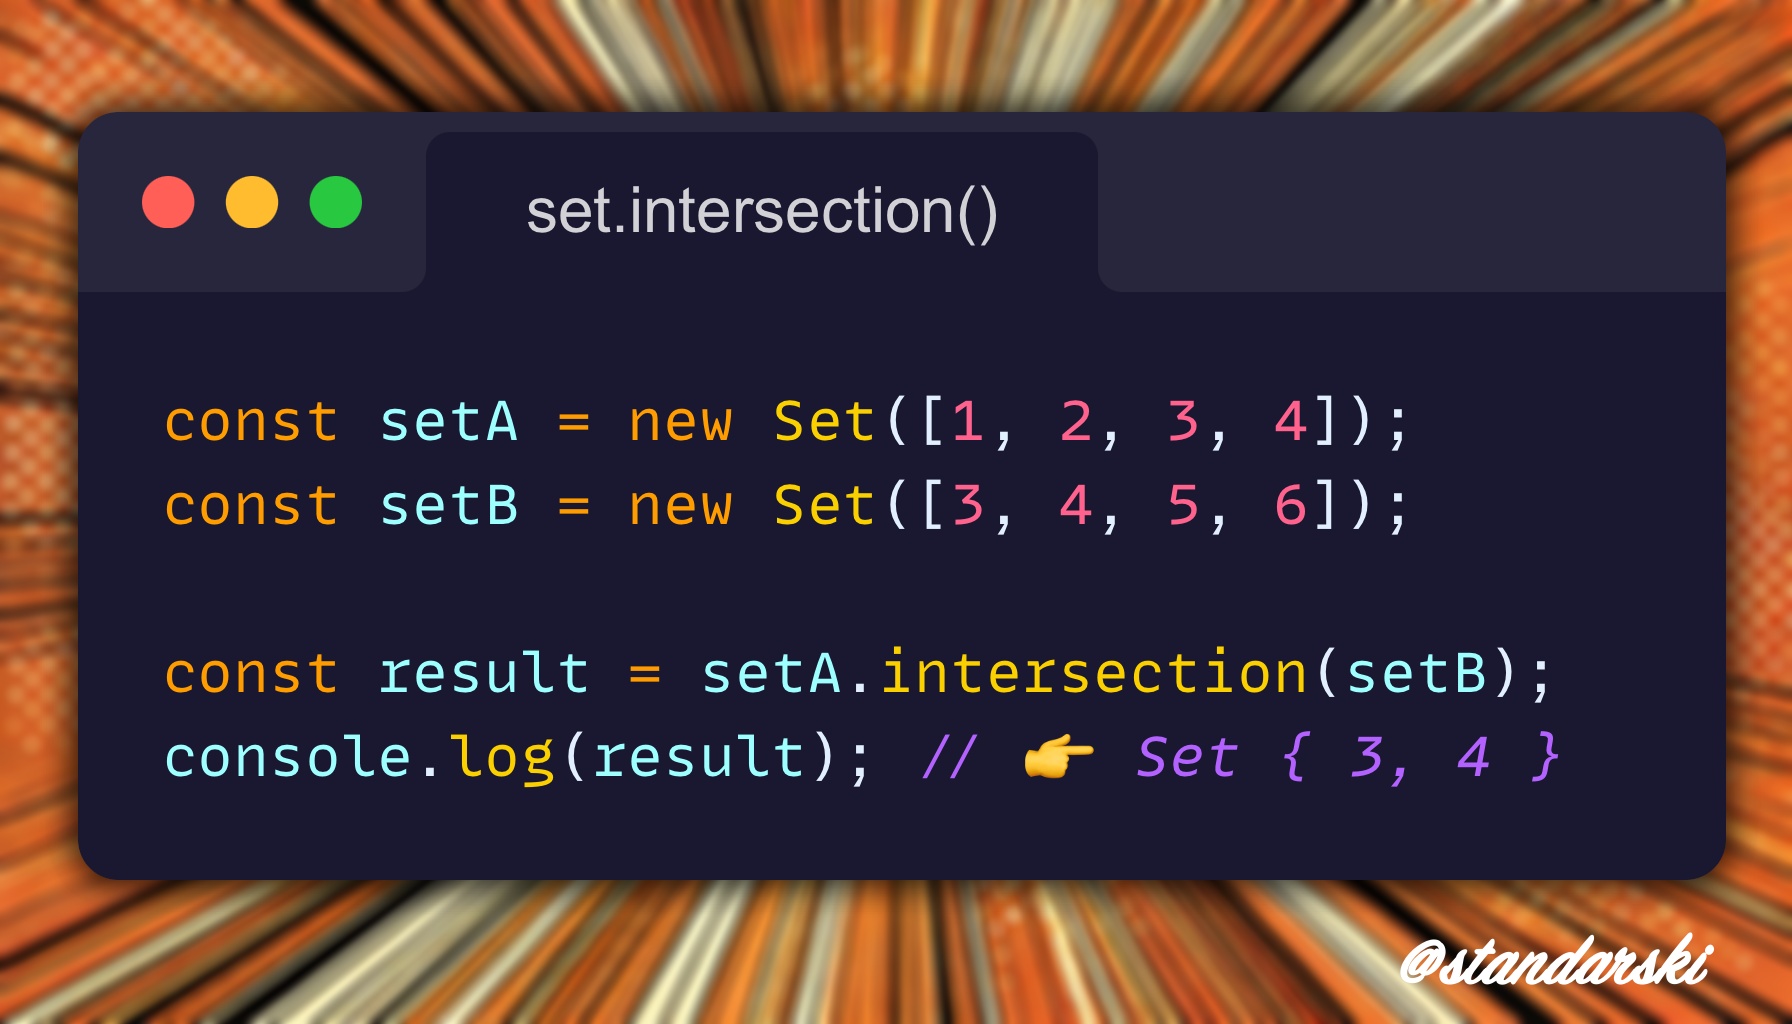 set.intersection()
const setA = new Set([1, 2, 3, 4]);
const setB = new Set([3, 4, 5, 6]);
const result = setA.intersection(setB);
console.log(result); // 👉 Set { 3, 4 }
@standarski